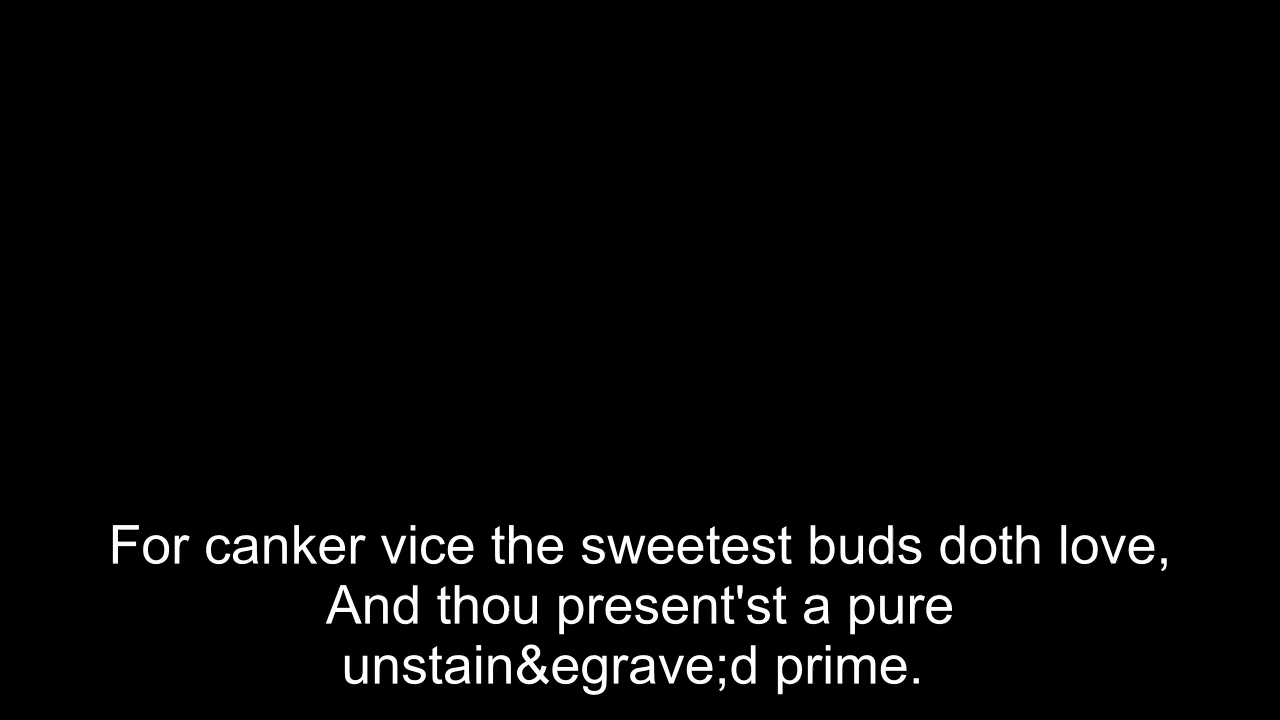 For canker vice the sweetest buds doth love,
And thou present'st a pure
unstain&egrave;d prime.